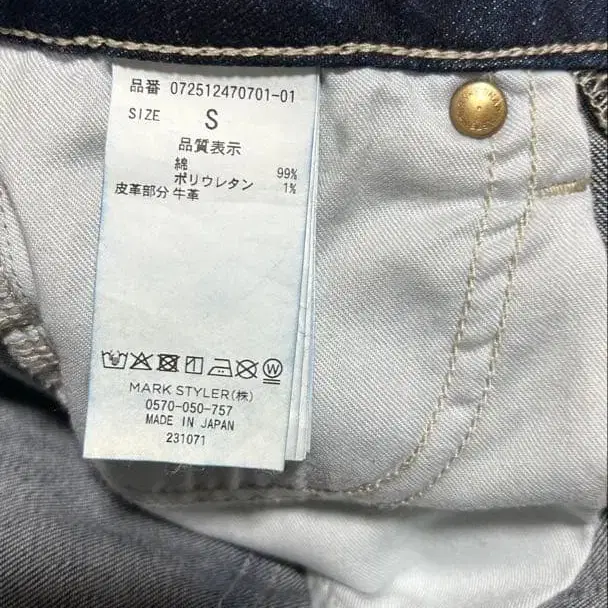 品番 072512470701-01
SIZE S
品質表示
綿 99%
ポリウレタン 1%
皮革部分 牛革
W
MARK STYLER(株)
0570-050-757
MADE IN JAPAN
231071